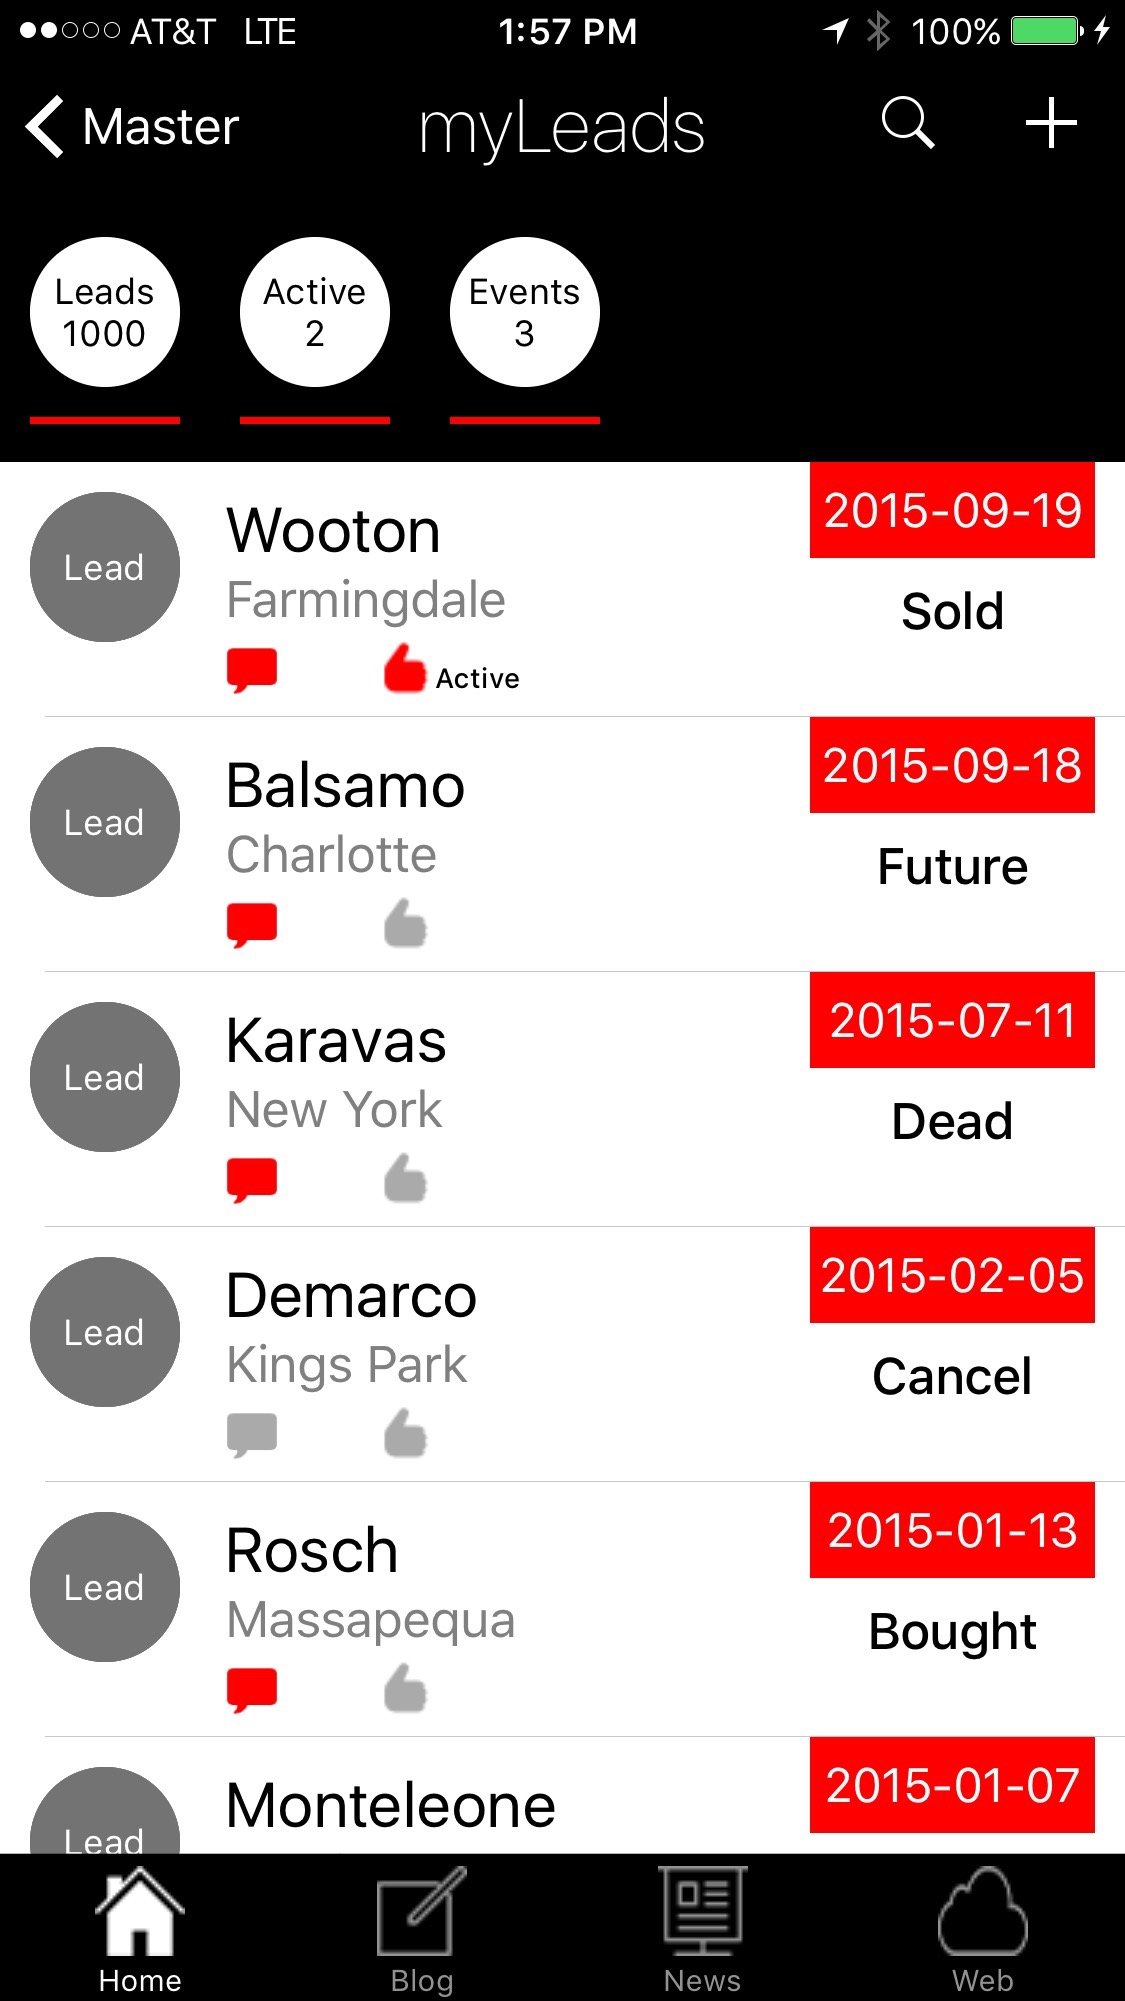 AT&T LTE 1:57 PM 100%
Master myLeads
Leads
1000
Active
2
Events
3
Lead
Wooton
Farmingdale
Active
2015-09-19
Sold
Lead
Balsamo
Charlotte
2015-09-18
Future
Lead
Karavas
New York
2015-07-11
Dead
Lead
Demarco
Kings Park
2015-02-05
Cancel
Lead
Rosch
Massapequa
2015-01-13
Bought
Lead
Monteleone
2015-01-07
Home Blog News Web